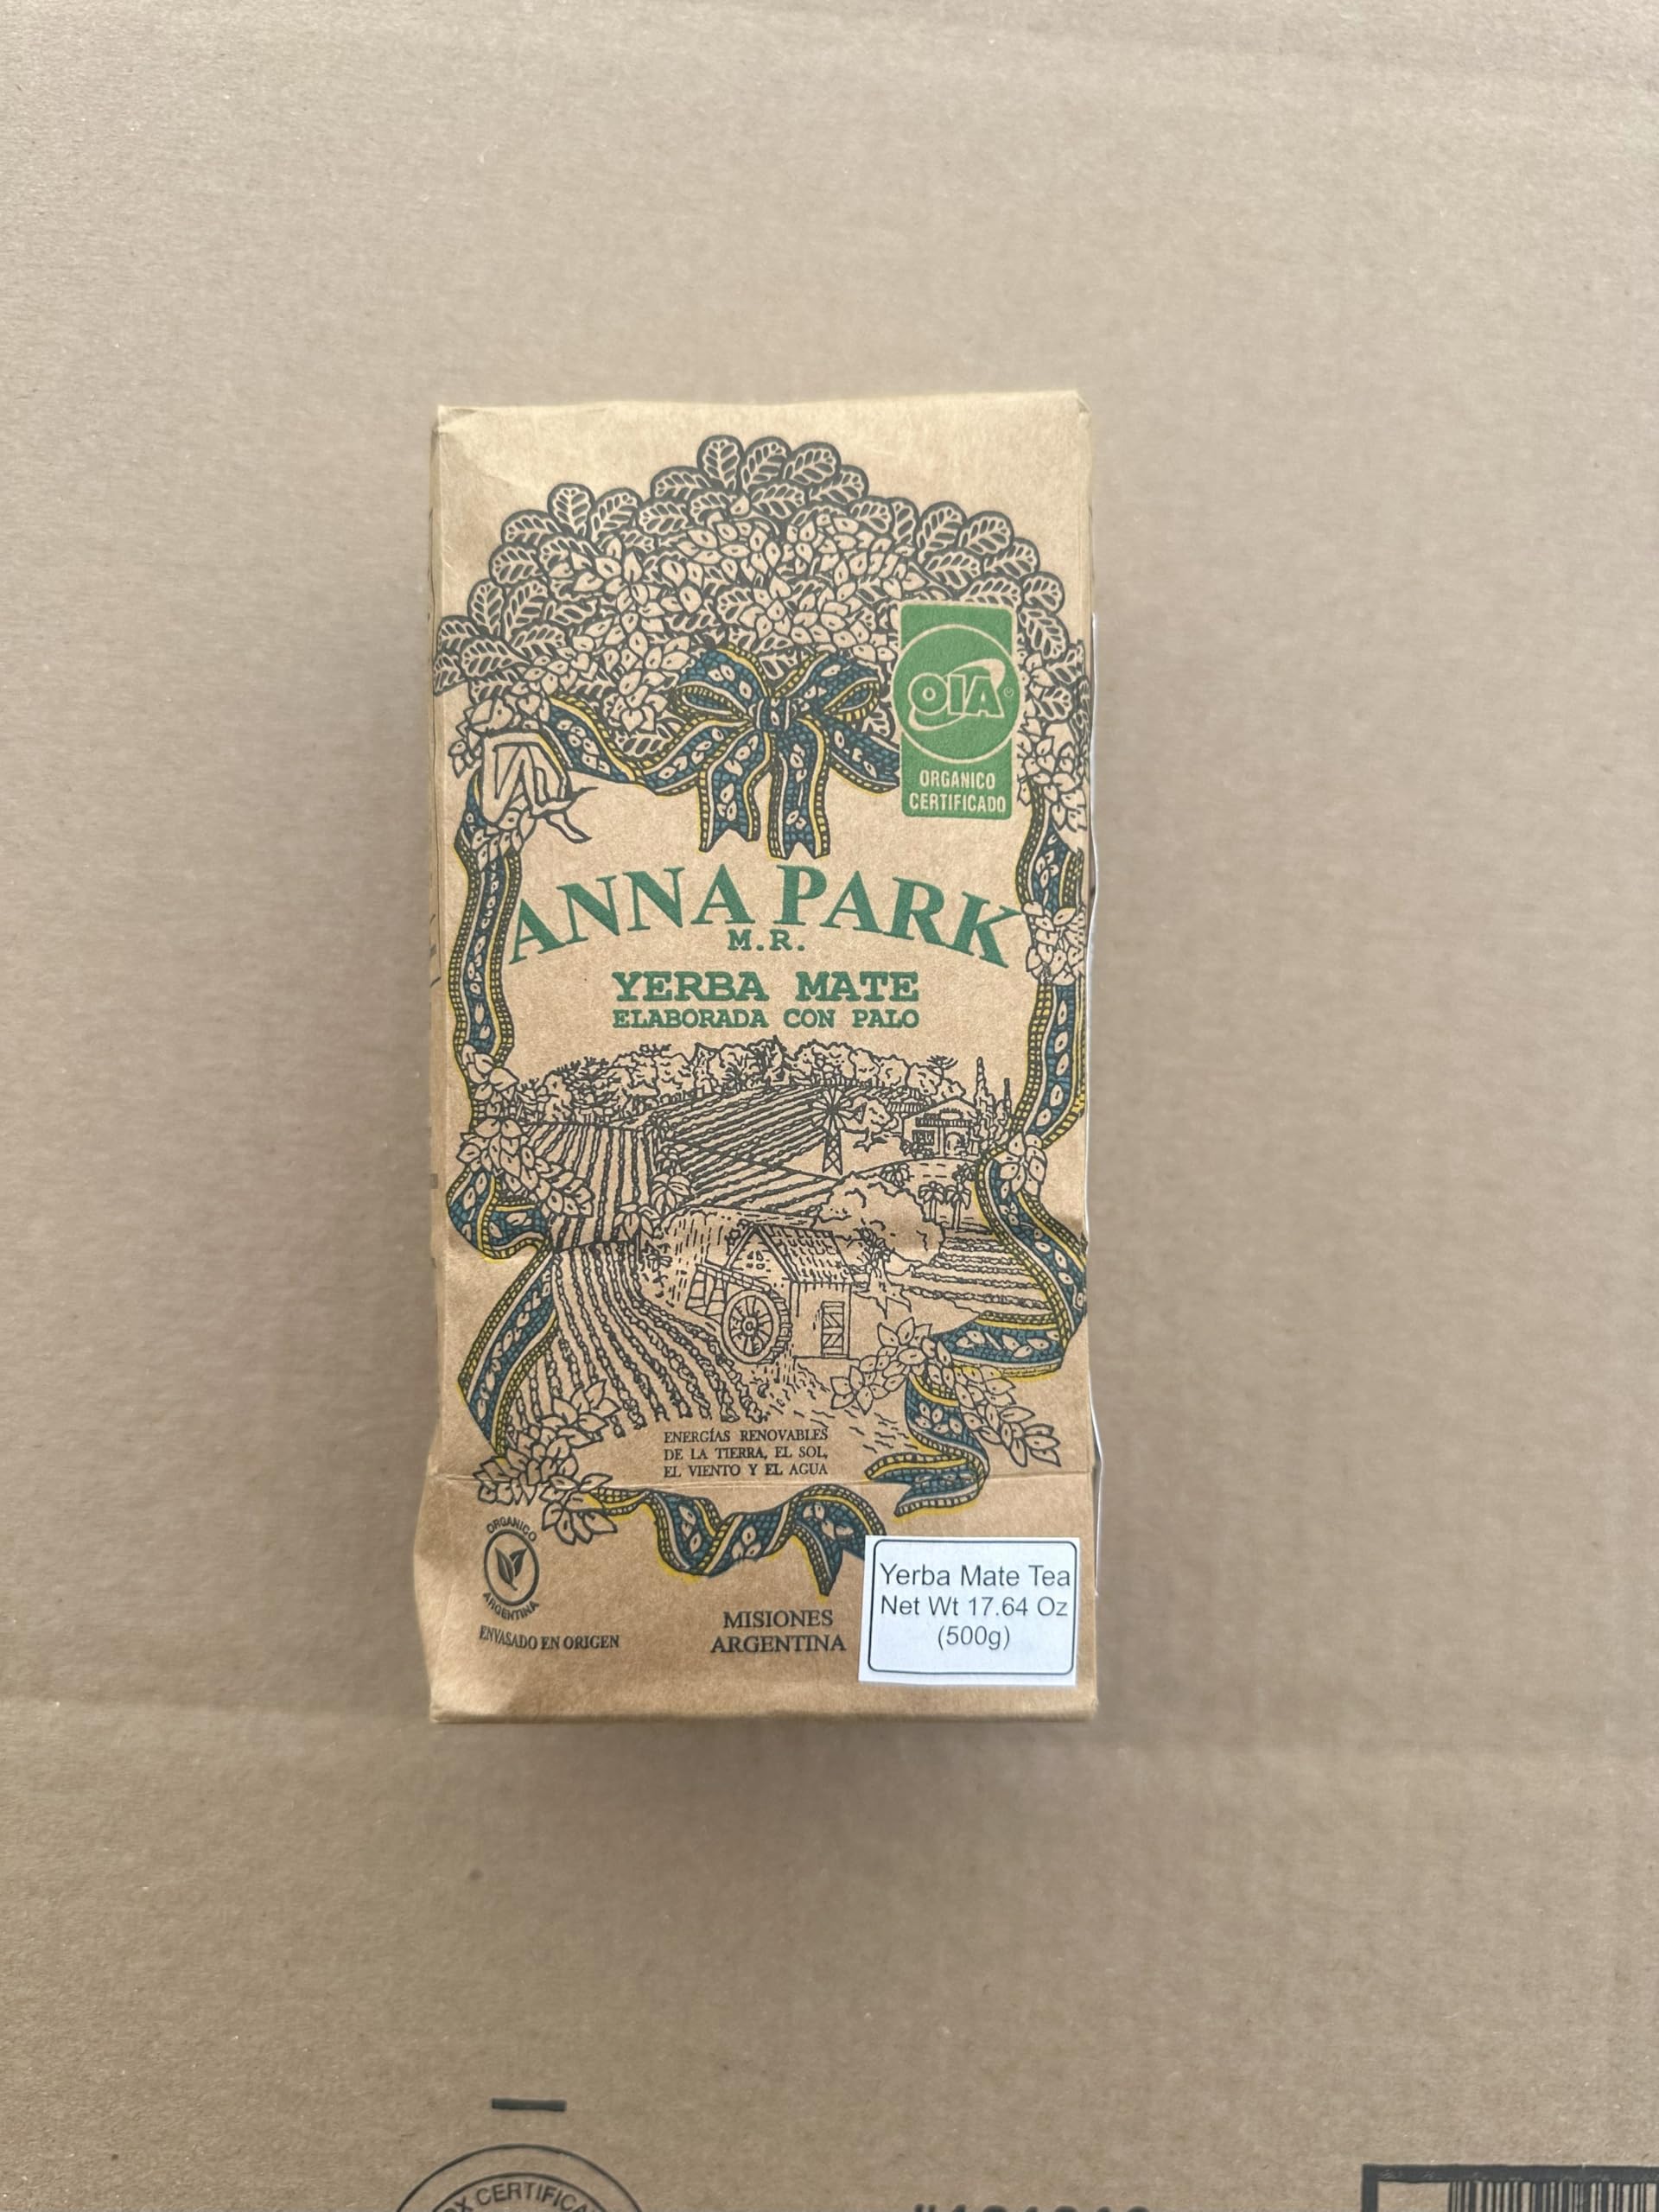 OIA
ORGANICO
CERTIFICADO
ANNA PARK
M.R.
YERBA MATE
ELABORADA CON PALO
ENERGÍAS RENOVABLES
DE LA TIERRA, EL SOL,
EL VIENTO Y EL AGUA
ORGANICO
ARGENTINA
ENVASADO EN ORIGEN
MISIONES
ARGENTINA
Yerba Mate Tea
Net Wt 17.64 Oz
(500g)